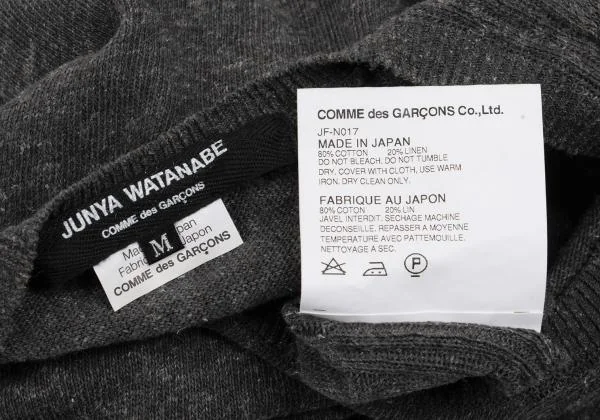 JUNYA WATANABE
COMME des GARÇONS
M
Japon
COMME des GARÇONS
COMME des GARÇONS Co.,Ltd.
JF-N017
MADE IN JAPAN
80% COTTON 20% LINEN
DO NOT BLEACH. DO NOT TUMBLE
DRY. COVER WITH CLOTH, USE WARM
IRON. DRY CLEAN ONLY.
FABRIQUE AU JAPON
80% COTON 20% LIN
JAVEL INTERDIT. SECHAGE MACHINE
DECONSEILLE. REPASSER A MOYENNE
TEMPERATURE AVEC PATTEMOUILLE.
NETTOYAGE A SEC.
P